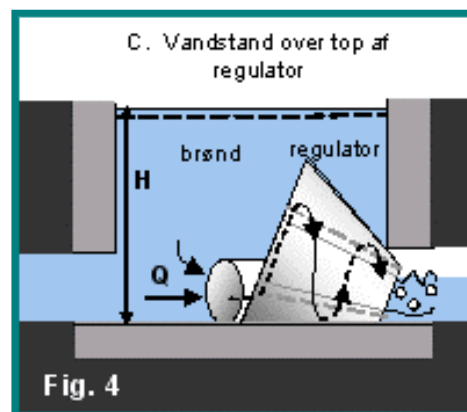 C. Vandstand over top af
regulator
brønd regulator
H
Q
Fig. 4